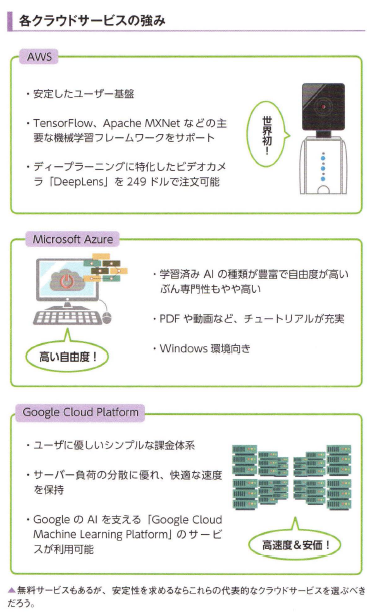 各クラウドサービスの強み
AWS
・安定したユーザー基盤
・TensorFlow、Apache MXNet などの主
要な機械学習フレームワークをサポート
・ディープラーニングに特化したビデオカメ
ラ「DeepLens」を 249 ドルで注文可能
世界初！
Microsoft Azure
・学習済み AI の種類が豊富で自由度が高い
ぶん専門性もやや高い
・PDF や動画など、チュートリアルが充実
・Windows 環境向き
高い自由度！
Google Cloud Platform
・ユーザに優しいシンプルな課金体系
・サーバー負荷の分散に優れ、快適な速度
を保持
・Google の AI を支える「Google Cloud
Machine Learning Platform」のサービ
スが利用可能
高速度＆安価！
▲無料サービスもあるが、安定性を求めるならこれらの代表的なクラウドサービスを選ぶべき
だろう。